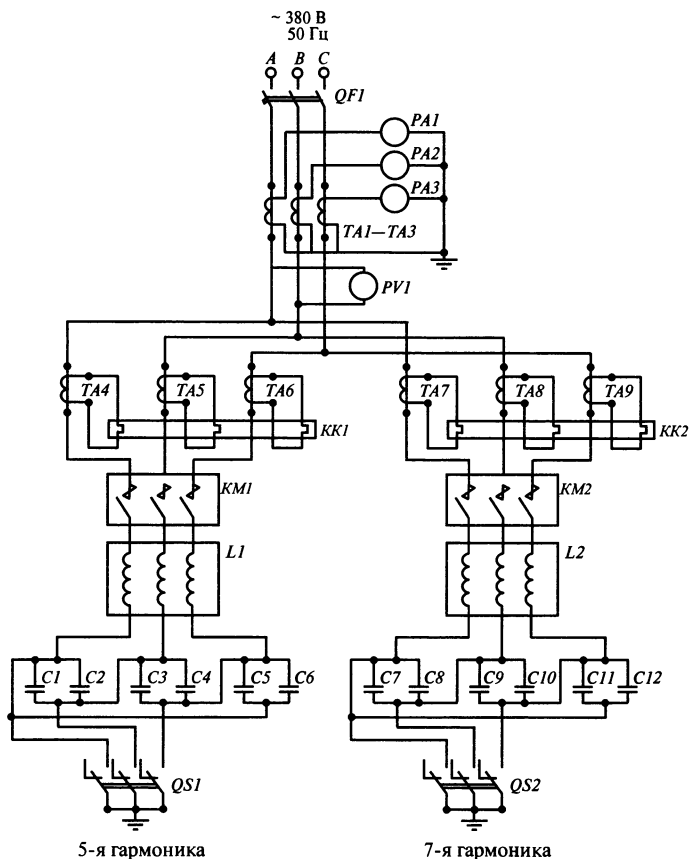 ~ 380 В
50 Гц
A B C
QF1
PA1
PA2
PA3
TA1—TA3
PV1
TA4 TA5 TA6 TA7 TA8 TA9
KK1 KK2
KM1 KM2
L1 L2
C1 C2 C3 C4 C5 C6 C7 C8 C9 C10 C11 C12
QS1 QS2
5-я гармоника 7-я гармоника